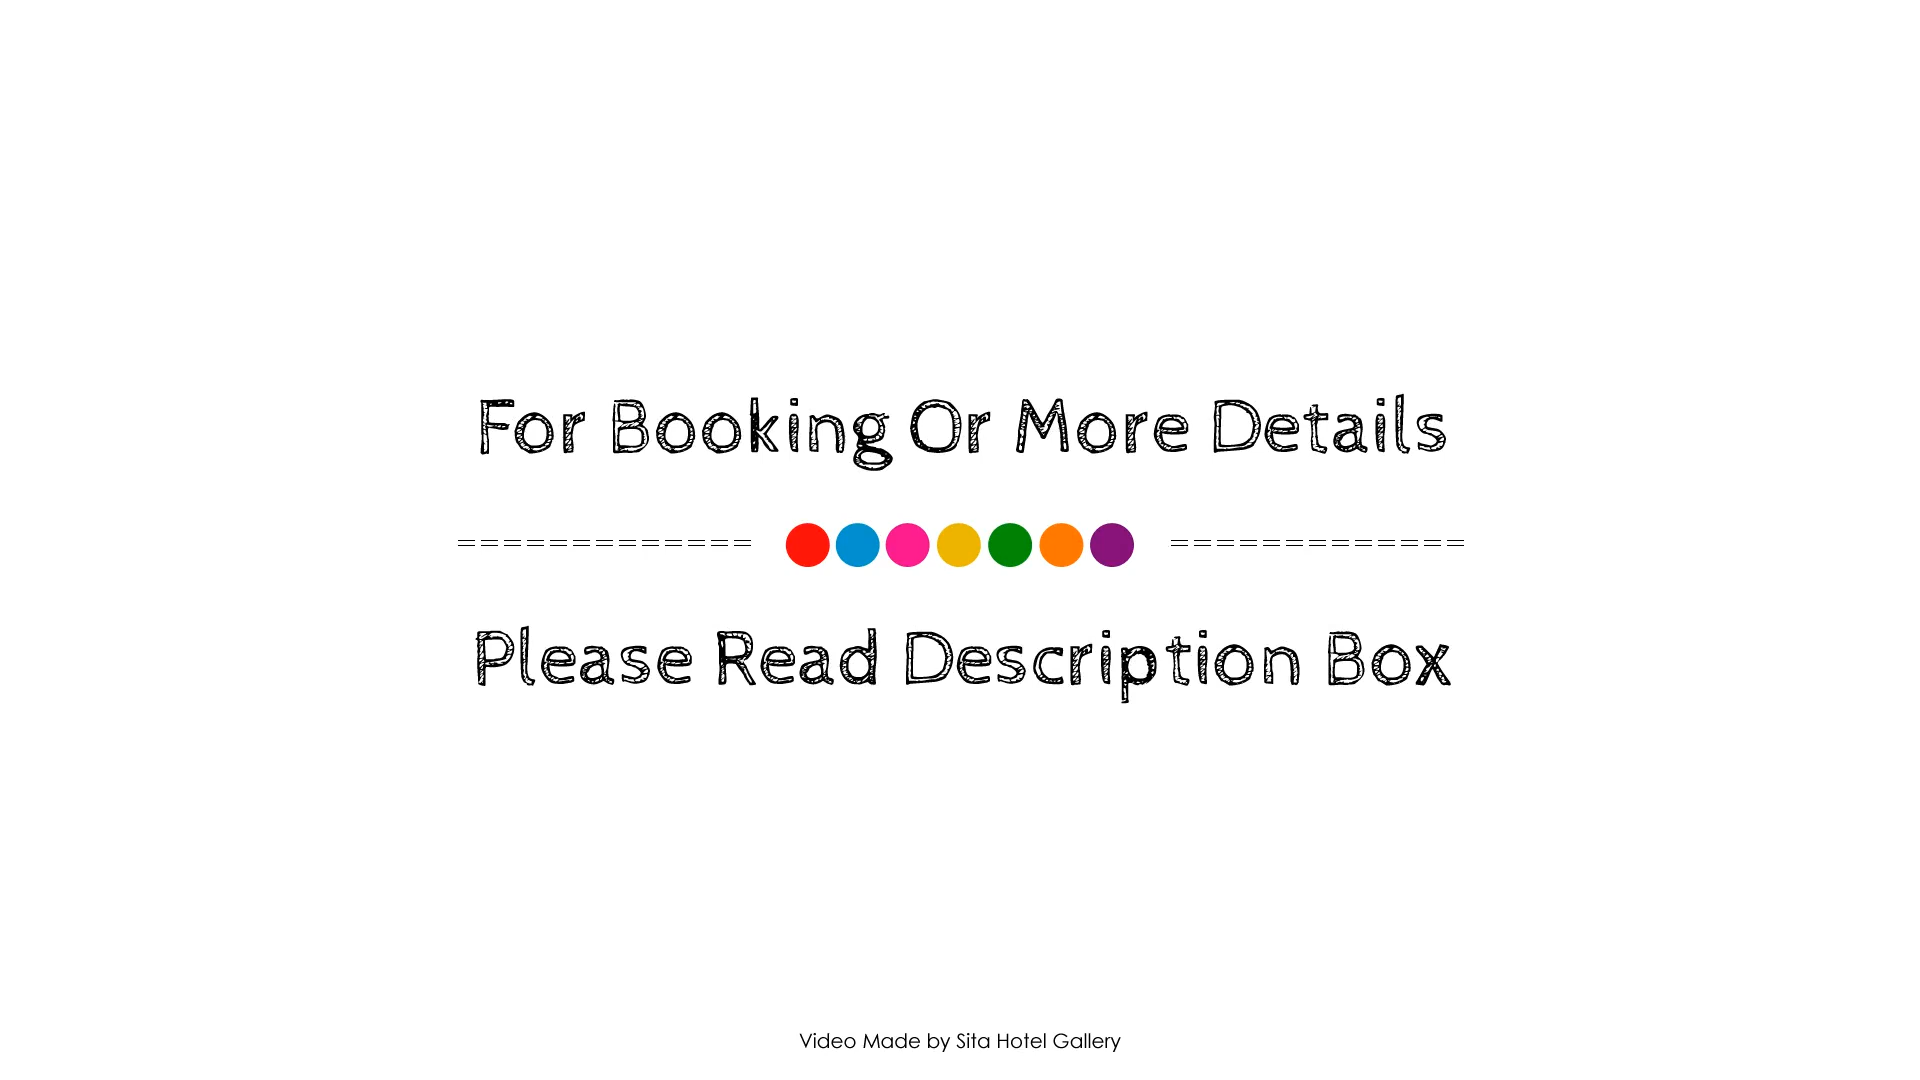 For Booking Or More Details
============= =============
Please Read Description Box
Video Made by Sita Hotel Gallery